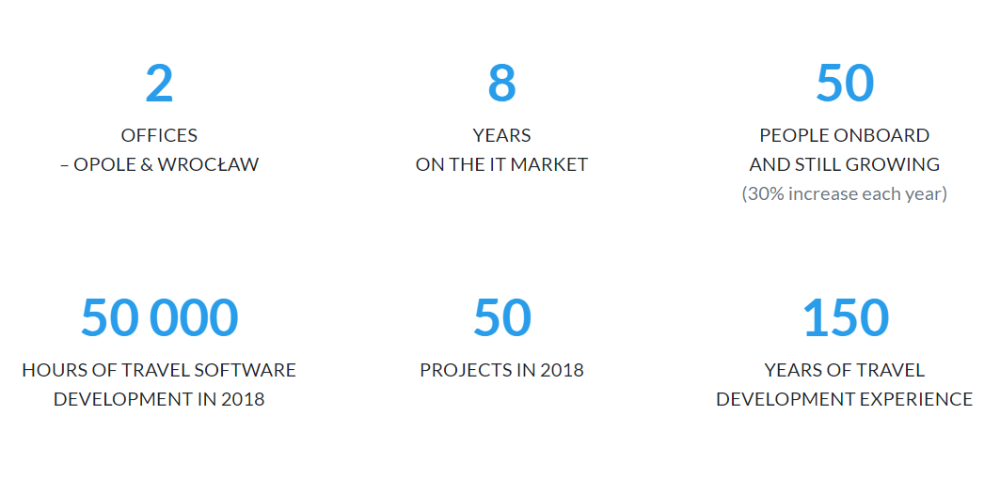 2
OFFICES
– OPOLE & WROCŁAW
8
YEARS
ON THE IT MARKET
50
PEOPLE ONBOARD
AND STILL GROWING
(30% increase each year)
50 000
HOURS OF TRAVEL SOFTWARE
DEVELOPMENT IN 2018
50
PROJECTS IN 2018
150
YEARS OF TRAVEL
DEVELOPMENT EXPERIENCE